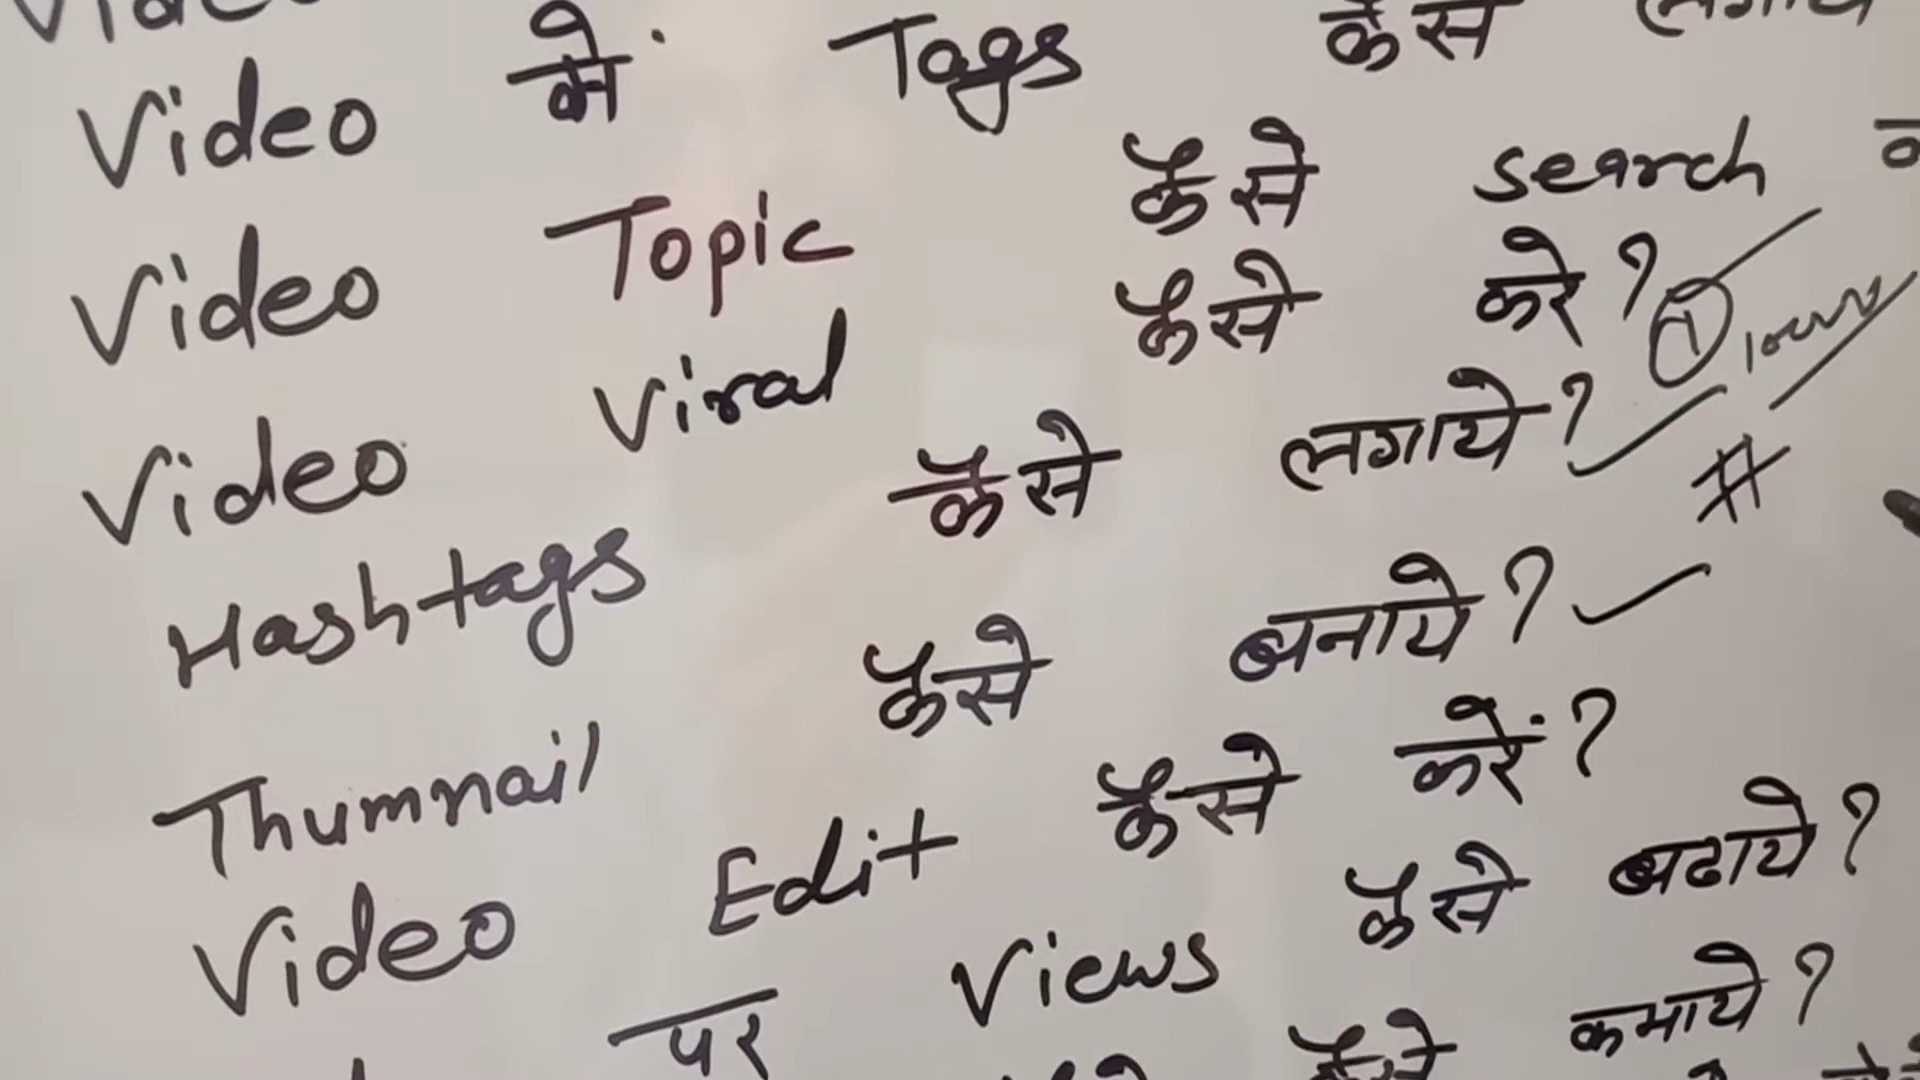 Video में Tags कैसे लगाये
Video Topic कैसे search
Video Viral कैसे करे?
Hashtags कैसे लगाये? #
Thumnail कैसे बनाये?
Video Edit कैसे करें?
पर Views कैसे बढाये?
कैसे कमाये?